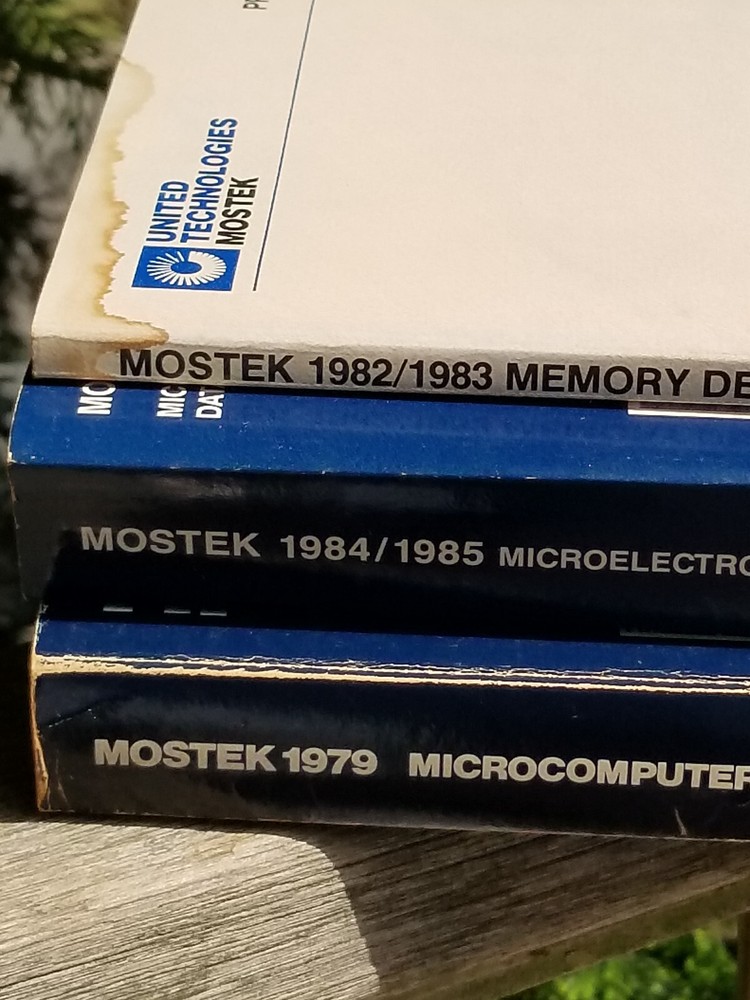 UNITED
TECHNOLOGIES
MOSTEK
MOSTEK 1982/1983 MEMORY DE
MOSTEK 1984/1985 MICROELECTRO
MOSTEK 1979 MICROCOMPUTER